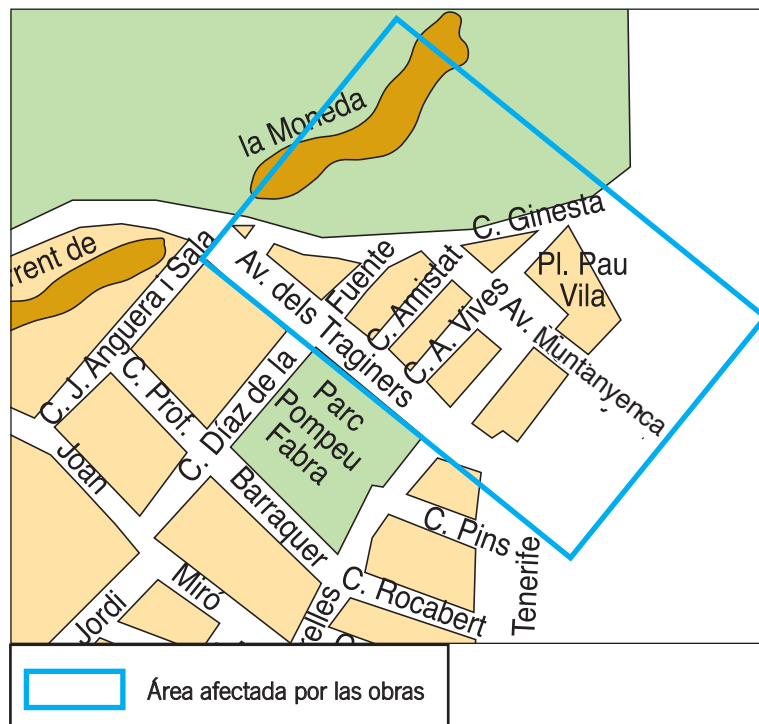 la Moneda
C. Ginesta
Torrent de
C. J. Anguera i Sala
Av. dels Traginers
C. Díaz de la Fuente
C. Amistat
C. A. Vives
Pl. Pau
Vila
Av. Muntanyenca
C. Prof. Barraquer
Parc
Pompeu
Fabra
Joan Miró
C. Pins
C. Rocabert
Tenerife
Jordi
Área afectada por las obras